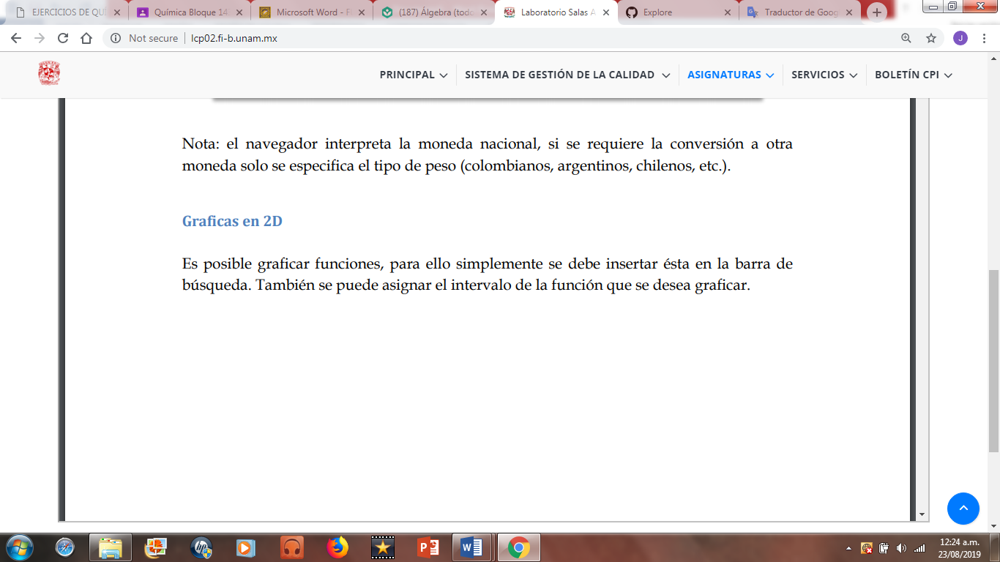 EJERCICIOS DE QU
Química Bloque 14
Microsoft Word - F
(187) Álgebra (todo
Laboratorio Salas A
Explore
Traductor de Goog
Not secure | lcp02.fi-b.unam.mx
J
PRINCIPAL
SISTEMA DE GESTIÓN DE LA CALIDAD
ASIGNATURAS
SERVICIOS
BOLETÍN CPI
Nota: el navegador interpreta la moneda nacional, si se requiere la conversión a otra
moneda solo se especifica el tipo de peso (colombianos, argentinos, chilenos, etc.).
Graficas en 2D
Es posible graficar funciones, para ello simplemente se debe insertar ésta en la barra de
búsqueda. También se puede asignar el intervalo de la función que se desea graficar.
12:24 a.m.
23/08/2019